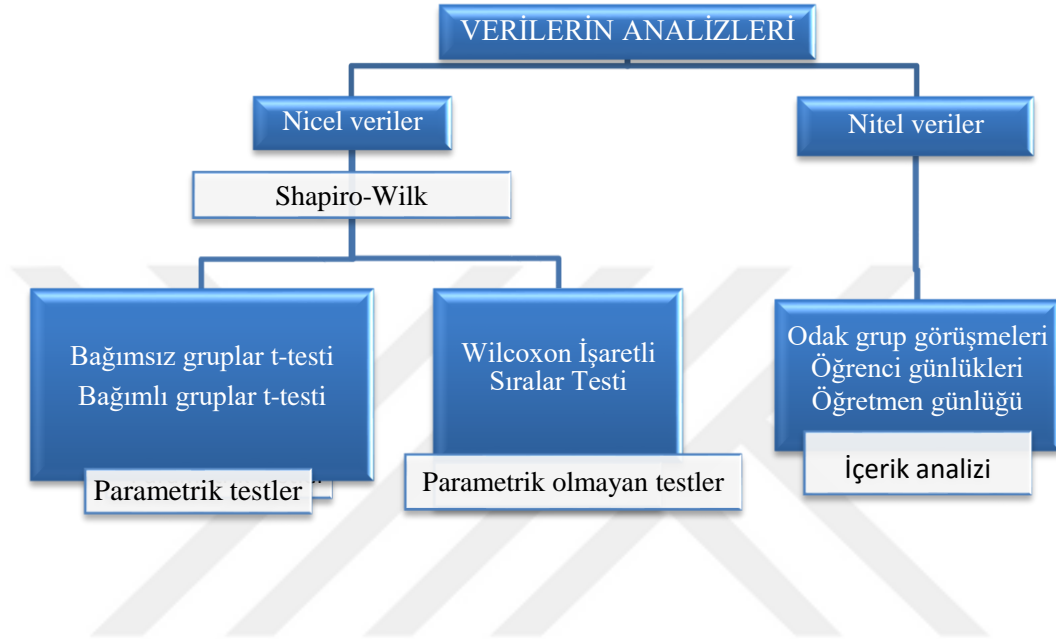 VERİLERİN ANALİZLERİ
Nicel veriler
Nitel veriler
Shapiro-Wilk
Bağımsız gruplar t-testi
Bağımlı gruplar t-testi
Parametrik testler
Wilcoxon İşaretli
Sıralar Testi
Parametrik olmayan testler
Odak grup görüşmeleri
Öğrenci günlükleri
Öğretmen günlüğü
İçerik analizi